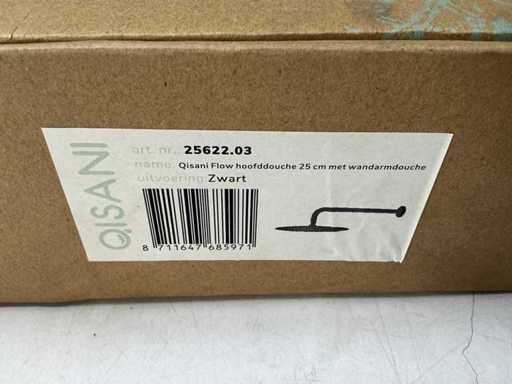 QISANI
art. nr.: 25622.03
name: Qisani Flow hoofddouche 25 cm met wandarmdouche
uitvoering: Zwart
8 711647 685971